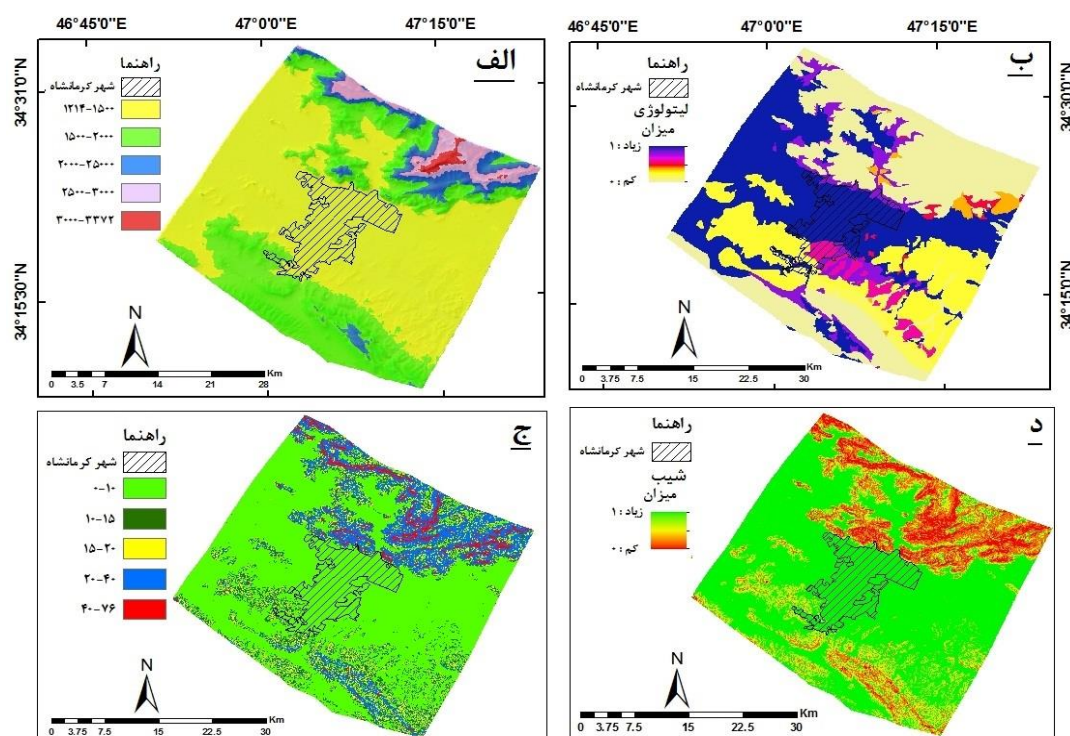 46°45'0"E 47°0'0"E 47°15'0"E
34°31'0"N
34°15'30"N
الف
راهنما
شهر کرمانشاه
۱۲۱۴-۱۵۰۰
۱۵۰۰-۲۰۰۰
۲۰۰۰-۲۵۰۰
۲۵۰۰-۳۰۰۰
۳۰۰۰-۳۳۷۲
N
Km
0 3.5 7 14 21 28
46°45'0"E 47°0'0"E 47°15'0"E
34°30'0"N
34°15'0"N
ب
راهنما
شهر کرمانشاه
لیتولوژی
میزان
زیاد : ۱
کم : ۰
N
Km
0 3.75 7.5 15 22.5 30
ج
راهنما
شهر کرمانشاه
۰-۱۰
۱۰-۱۵
۱۵-۲۰
۲۰-۴۰
۴۰-۷۶
N
Km
0 3.75 7.5 15 22.5 30
د
راهنما
شهر کرمانشاه
شیب
میزان
زیاد : ۱
کم : ۰
N
Km
0 3.75 7.5 15 22.5 30